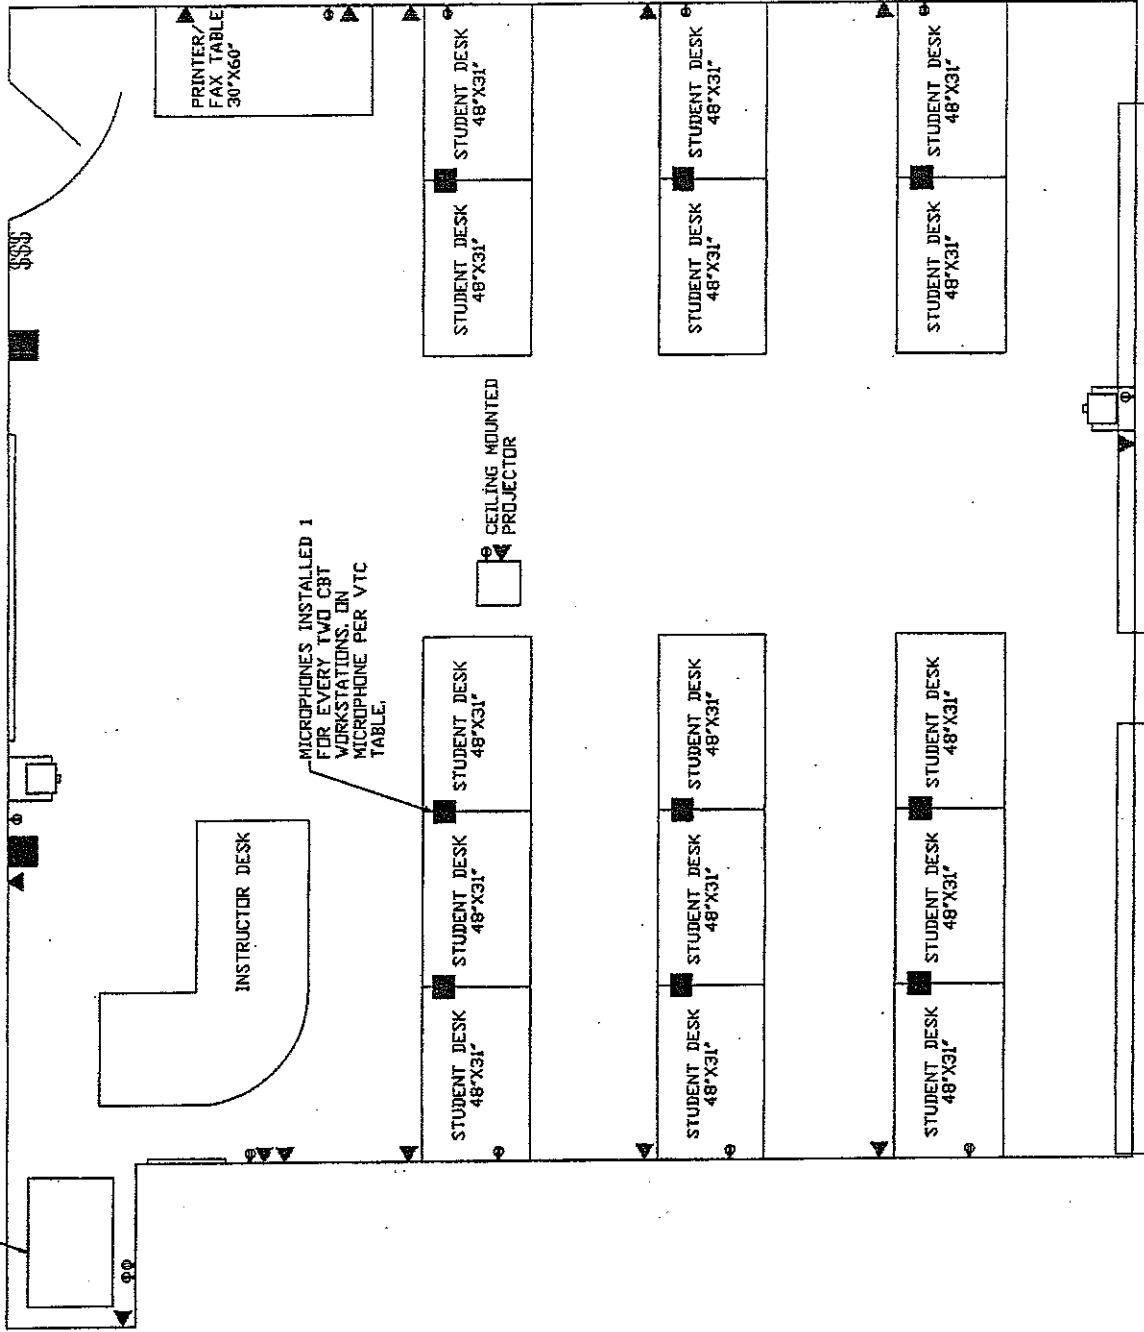 PRINTER/
FAX TABLE
30"X60"
$$$
STUDENT DESK
48"X31"
STUDENT DESK
48"X31"
STUDENT DESK
48"X31"
STUDENT DESK
48"X31"
STUDENT DESK
48"X31"
STUDENT DESK
48"X31"
CEILING MOUNTED
PROJECTOR
MICROPHONES INSTALLED 1
FOR EVERY TWO CBT
WORKSTATIONS. ON
MICROPHONE PER VTC
TABLE.
INSTRUCTOR DESK
STUDENT DESK
48"X31"
STUDENT DESK
48"X31"
STUDENT DESK
48"X31"
STUDENT DESK
48"X31"
STUDENT DESK
48"X31"
STUDENT DESK
48"X31"
STUDENT DESK
48"X31"
STUDENT DESK
48"X31"
STUDENT DESK
48"X31"